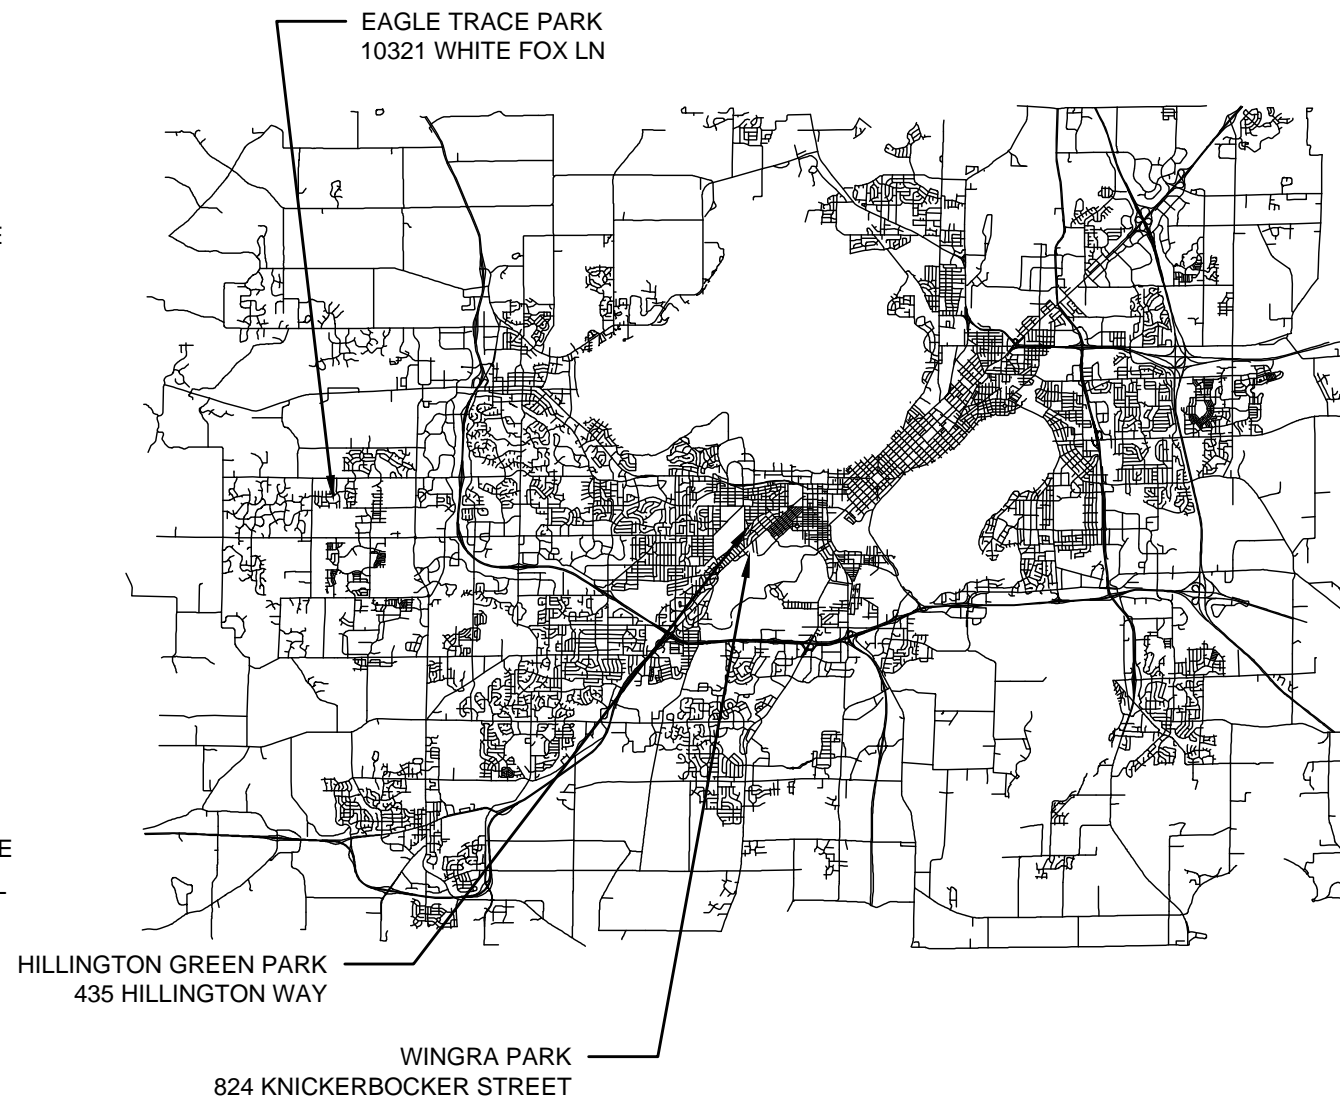 EAGLE TRACE PARK
10321 WHITE FOX LN
E
E
HILLINGTON GREEN PARK
435 HILLINGTON WAY
WINGRA PARK
824 KNICKERBOCKER STREET